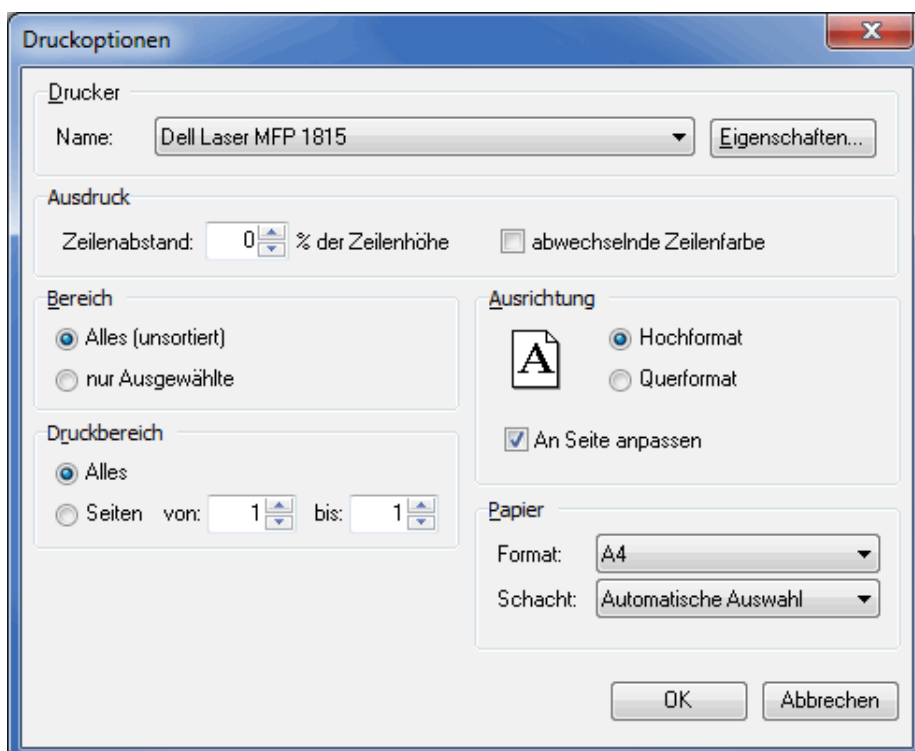 Druckoptionen
Drucker
Name: Dell Laser MFP 1815 Eigenschaften...
Ausdruck
Zeilenabstand: 0 % der Zeilenhöhe abwechselnde Zeilenfarbe
Bereich
Alles (unsortiert)
nur Ausgewählte
Ausrichtung
A
Hochformat
Querformat
An Seite anpassen
Druckbereich
Alles
Seiten von: 1 bis: 1
Papier
Format: A4
Schacht: Automatische Auswahl
OK Abbrechen